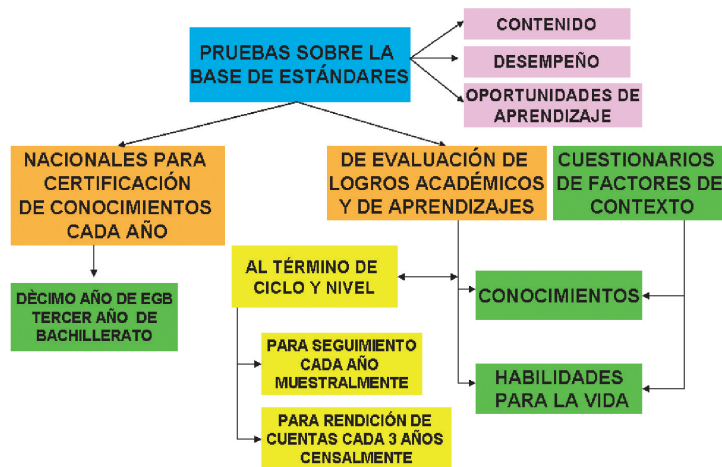 PRUEBAS SOBRE LA
BASE DE ESTÁNDARES
CONTENIDO
DESEMPEÑO
OPORTUNIDADES DE
APRENDIZAJE
NACIONALES PARA
CERTIFICACIÓN
DE CONOCIMIENTOS
CADA AÑO
DE EVALUACIÓN DE
LOGROS ACADÉMICOS
Y DE APRENDIZAJES
CUESTIONARIOS
DE FACTORES DE
CONTEXTO
DÈCIMO AÑO DE EGB
TERCER AÑO DE
BACHILLERATO
AL TÉRMINO DE
CICLO Y NIVEL
CONOCIMIENTOS
PARA SEGUIMIENTO
CADA AÑO
MUESTRALMENTE
HABILIDADES
PARA LA VIDA
PARA RENDICIÓN DE
CUENTAS CADA 3 AÑOS
CENSALMENTE